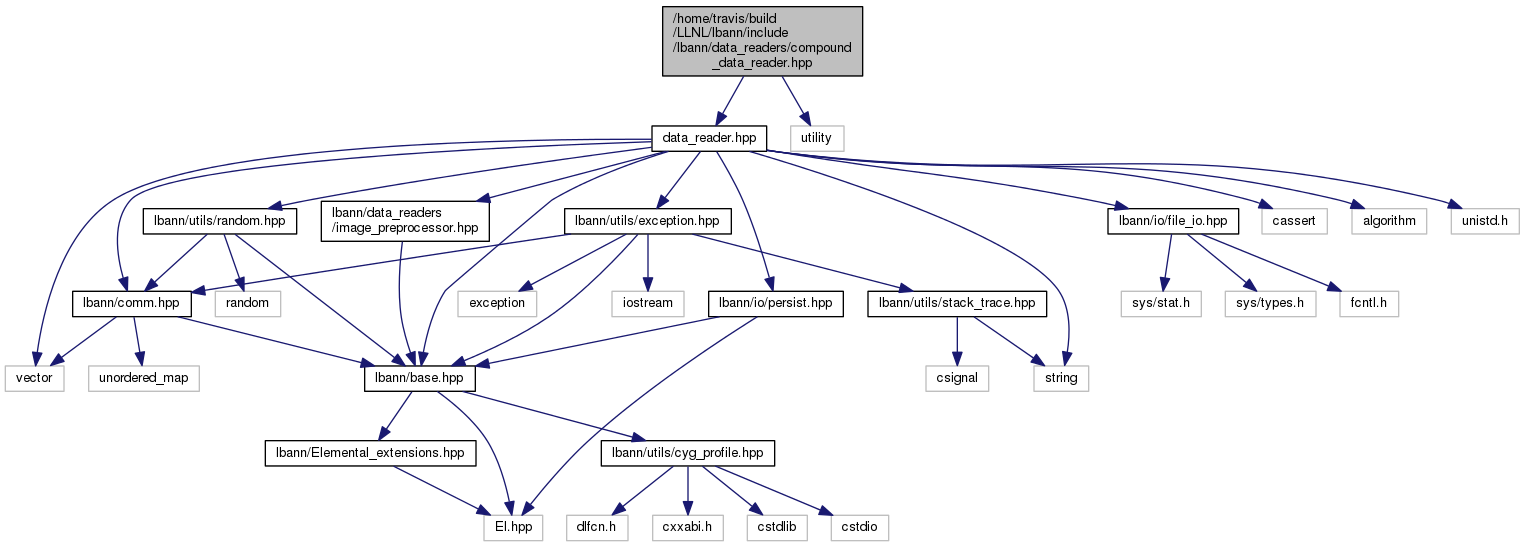 /home/travis/build
/LLNL/lbann/include
/lbann/data_readers/compound
_data_reader.hpp
data_reader.hpp
utility
lbann/utils/random.hpp
lbann/data_readers
/image_preprocessor.hpp
lbann/utils/exception.hpp
lbann/io/file_io.hpp
cassert
algorithm
unistd.h
lbann/comm.hpp
random
exception
iostream
lbann/io/persist.hpp
lbann/utils/stack_trace.hpp
sys/stat.h
sys/types.h
fcntl.h
vector
unordered_map
lbann/base.hpp
csignal
string
lbann/Elemental_extensions.hpp
lbann/utils/cyg_profile.hpp
El.hpp
dlfcn.h
cxxabi.h
cstdlib
cstdio